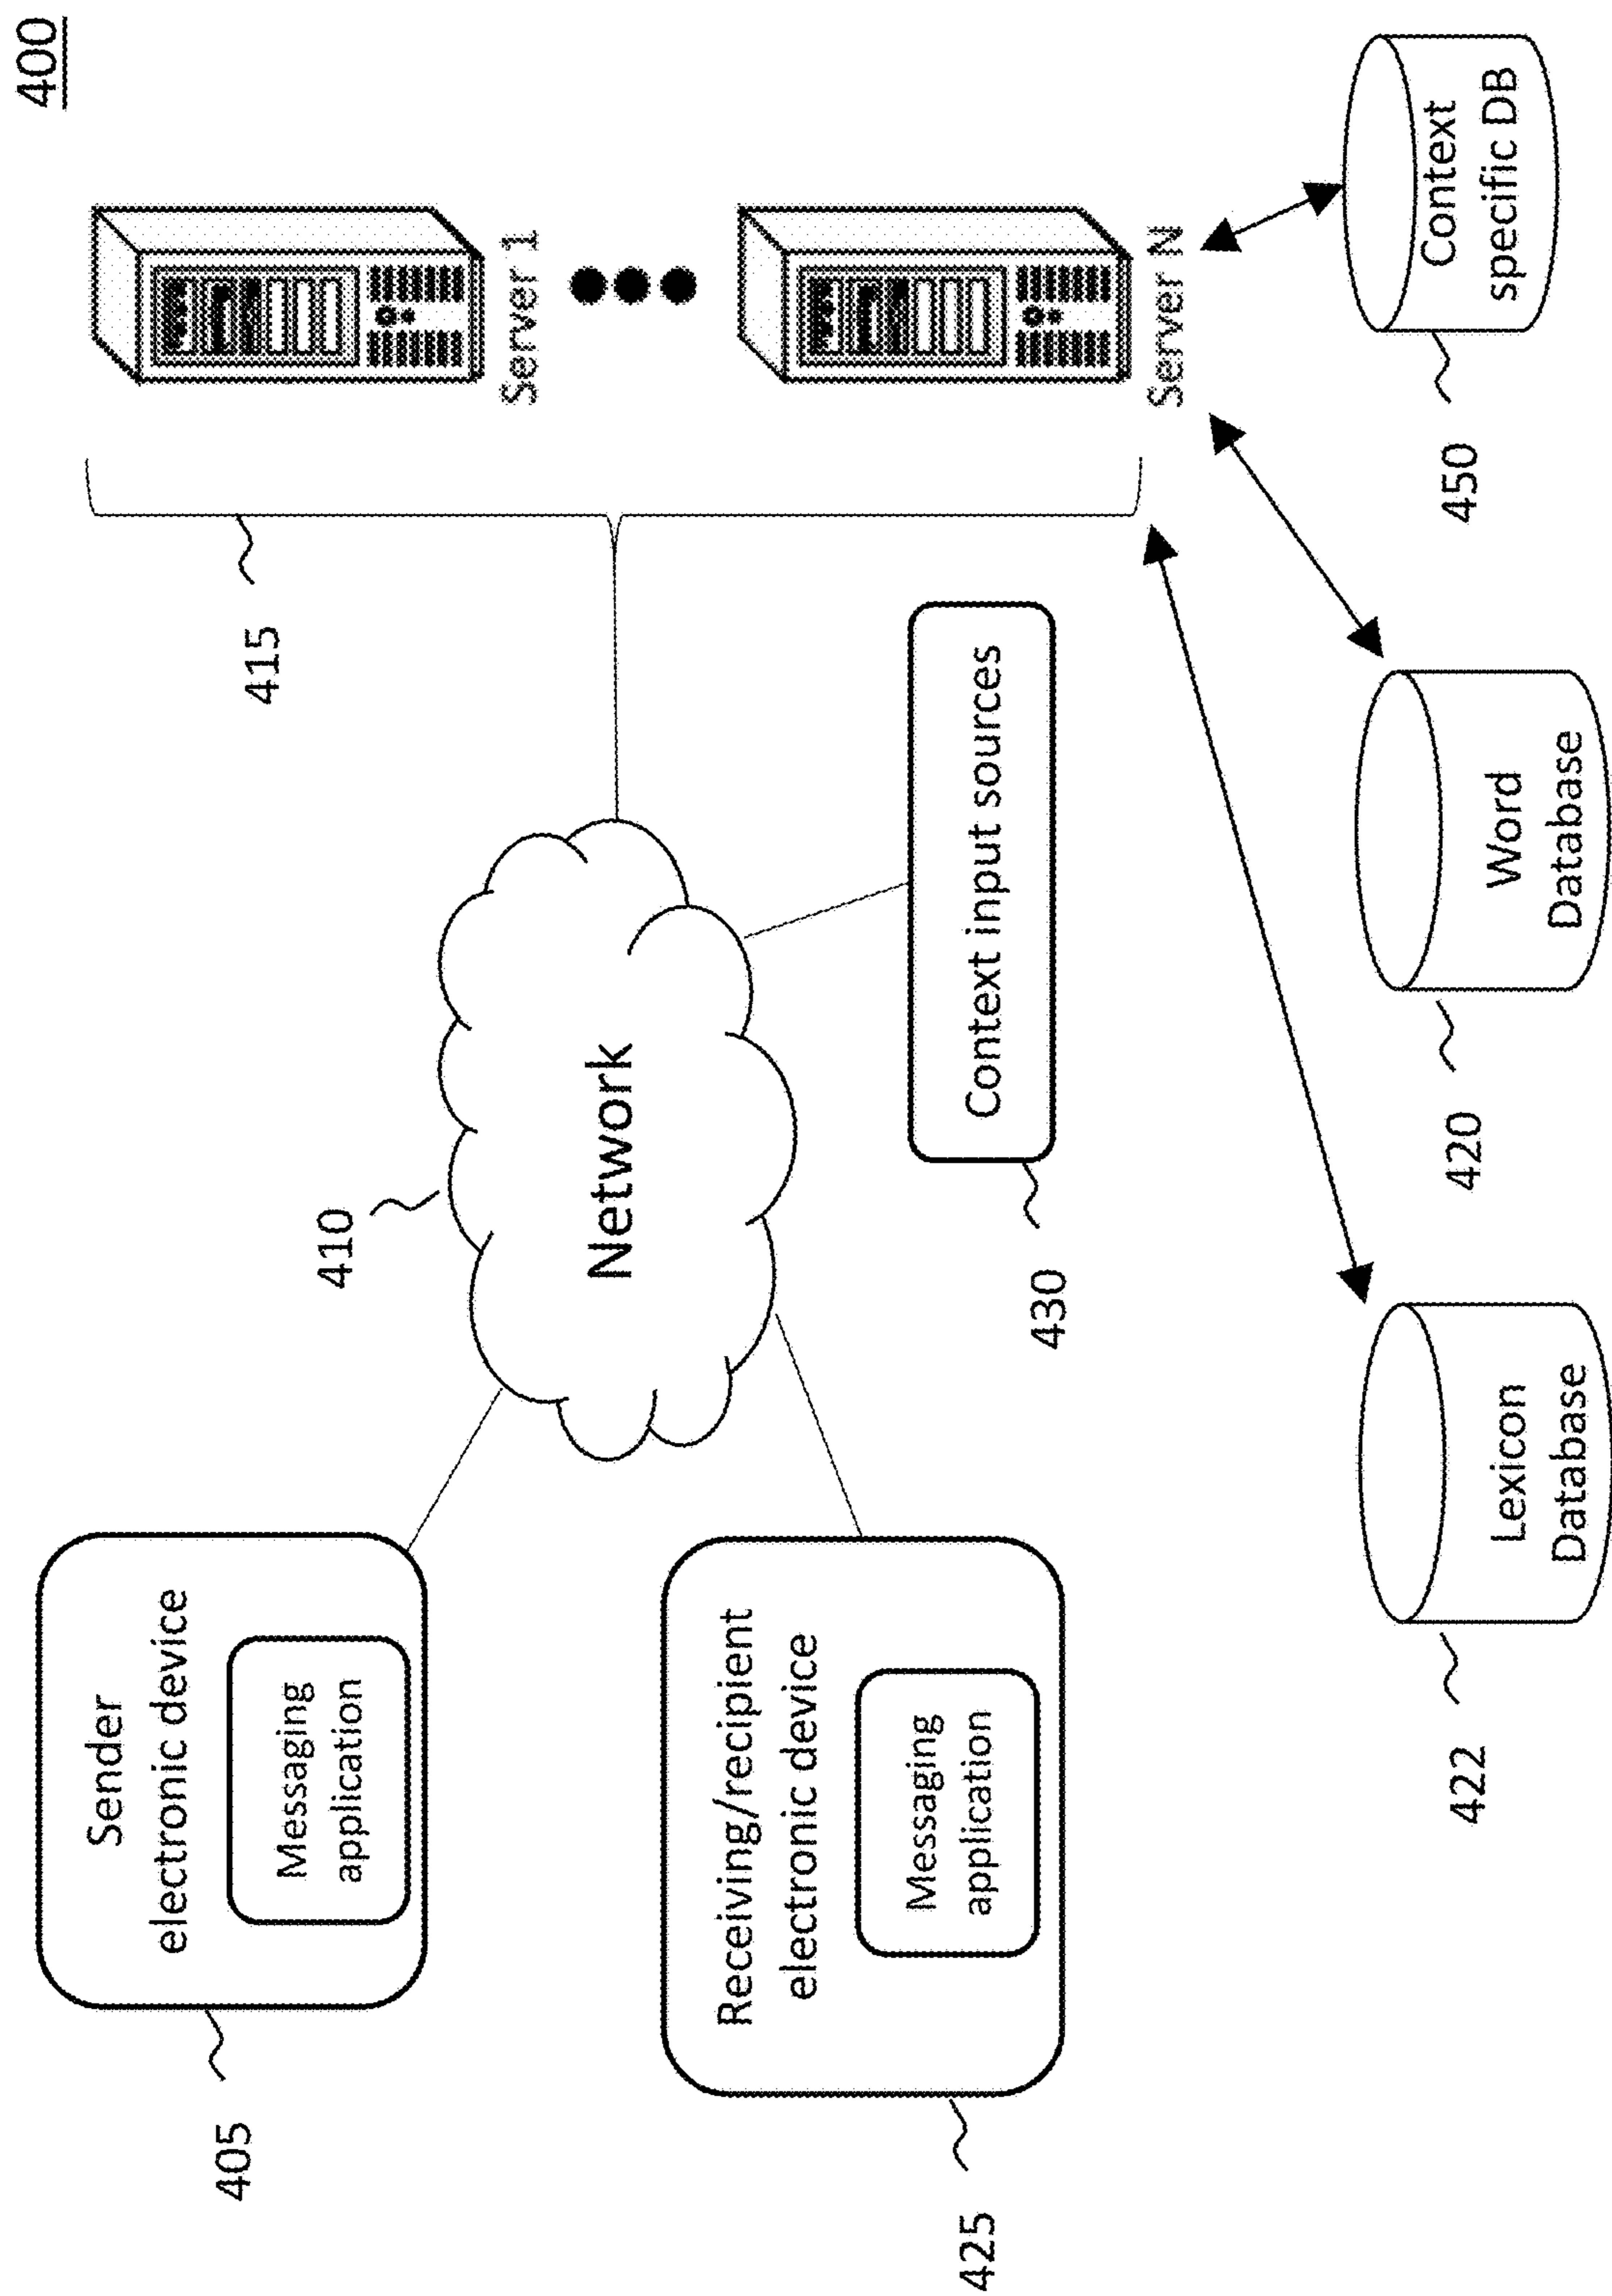 400
Sender
electronic device
Messaging
application
405
410
Network
415
Server 1
Server N
Receiving/recipient
electronic device
Messaging
application
425
Context input sources
430
Lexicon
Database
422
Word
Database
420
Context
specific DB
450